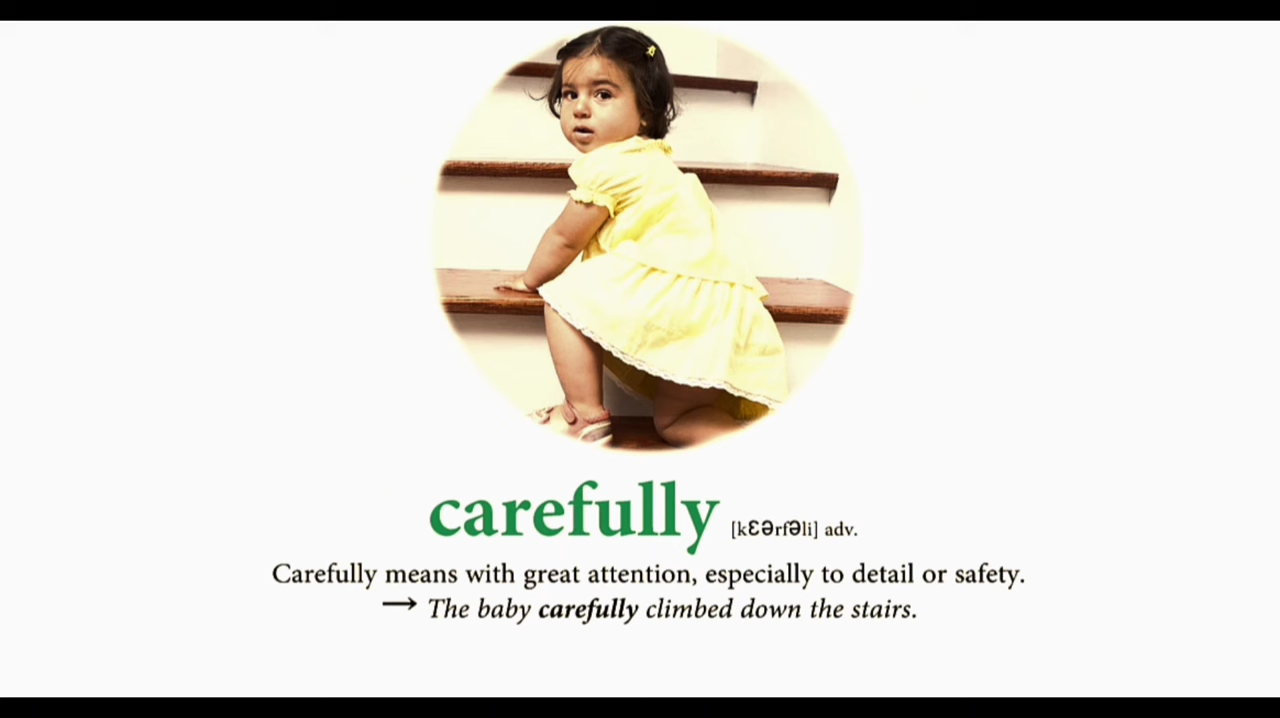 carefully [kƐərfəli] adv.
Carefully means with great attention, especially to detail or safety.
→ The baby carefully climbed down the stairs.